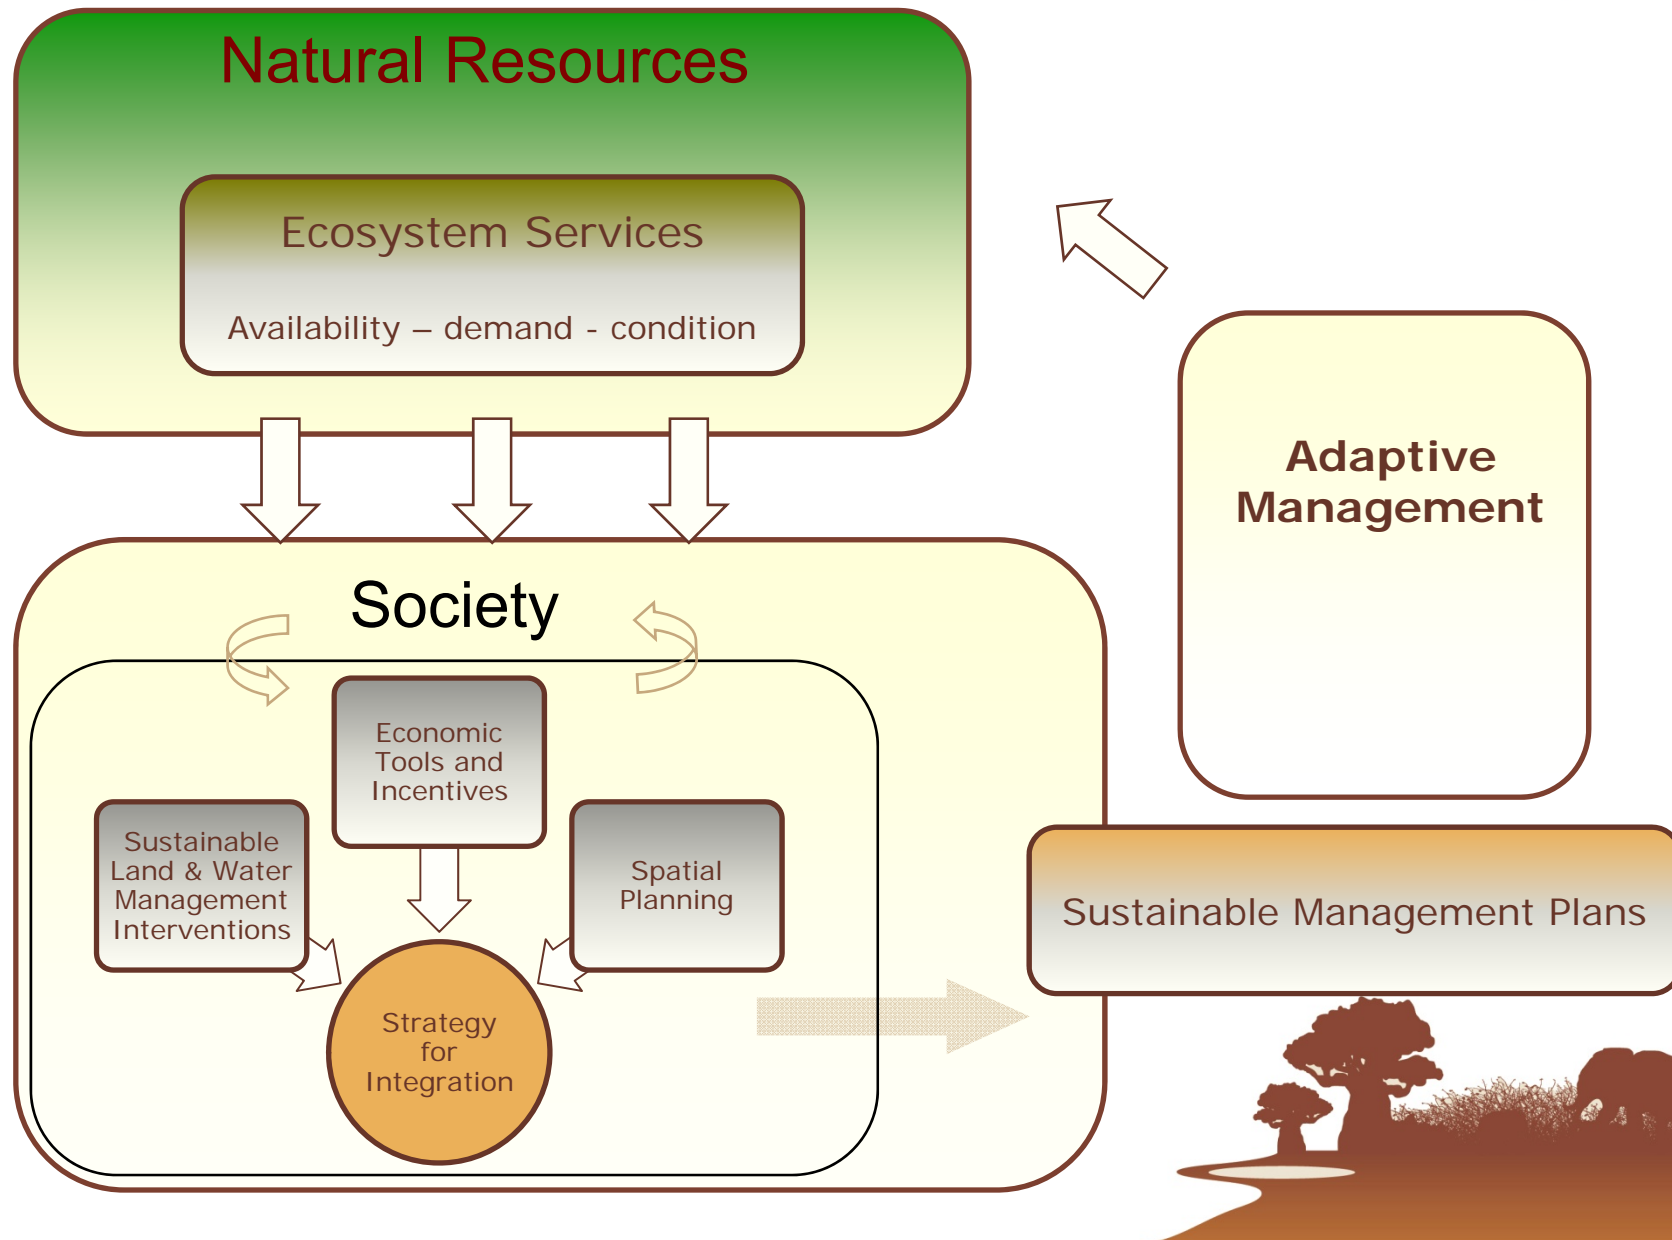 Natural Resources
Ecosystem Services
Availability – demand - condition
Adaptive
Management
Society
Economic
Tools and
Incentives
Sustainable
Land & Water
Management
Interventions
Spatial
Planning
Strategy
for
Integration
Sustainable Management Plans